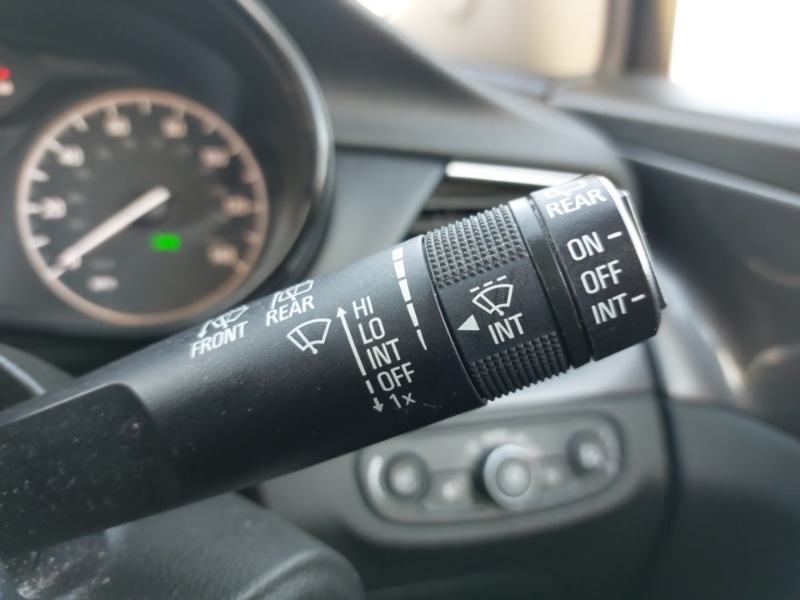 FRONT
REAR
HI
LO
INT
OFF
1x
INT
REAR
ON
OFF
INT